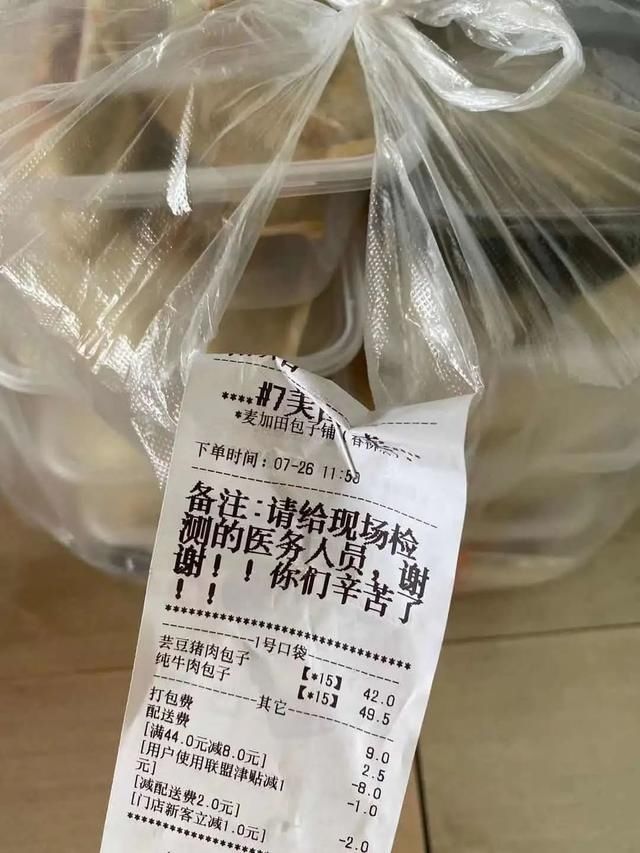 ****#7美
*麦加田包子铺
下单时间:07-26 11:5
备注:请给现场检
测的医务人员,谢
谢!!你们辛苦了
!!
************************************
----------1号口袋----------
芸豆猪肉包子 【*15】 42.0
纯牛肉包子 【*15】 49.5
----------其它----------
打包费 9.0
配送费 2.5
[满44.0元减8.0元] -8.0
[用户使用联盟津贴减1 -1.0
元]
[减配送费2.0元] -2.0
[门店新客立减1.0元]